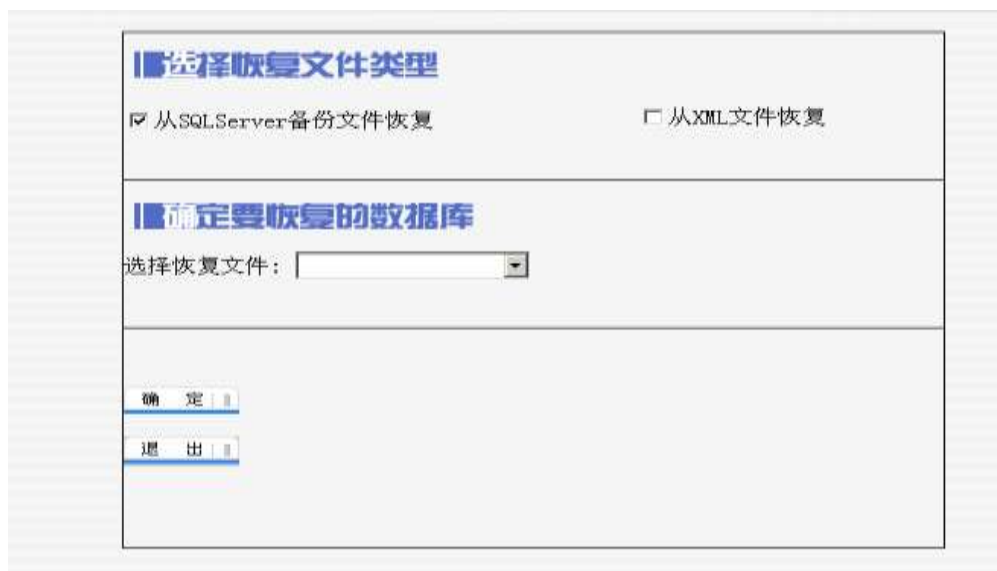 选择恢复文件类型
从SQLServer备份文件恢复 从XML文件恢复
确定要恢复的数据库
选择恢复文件：
确 定
退 出